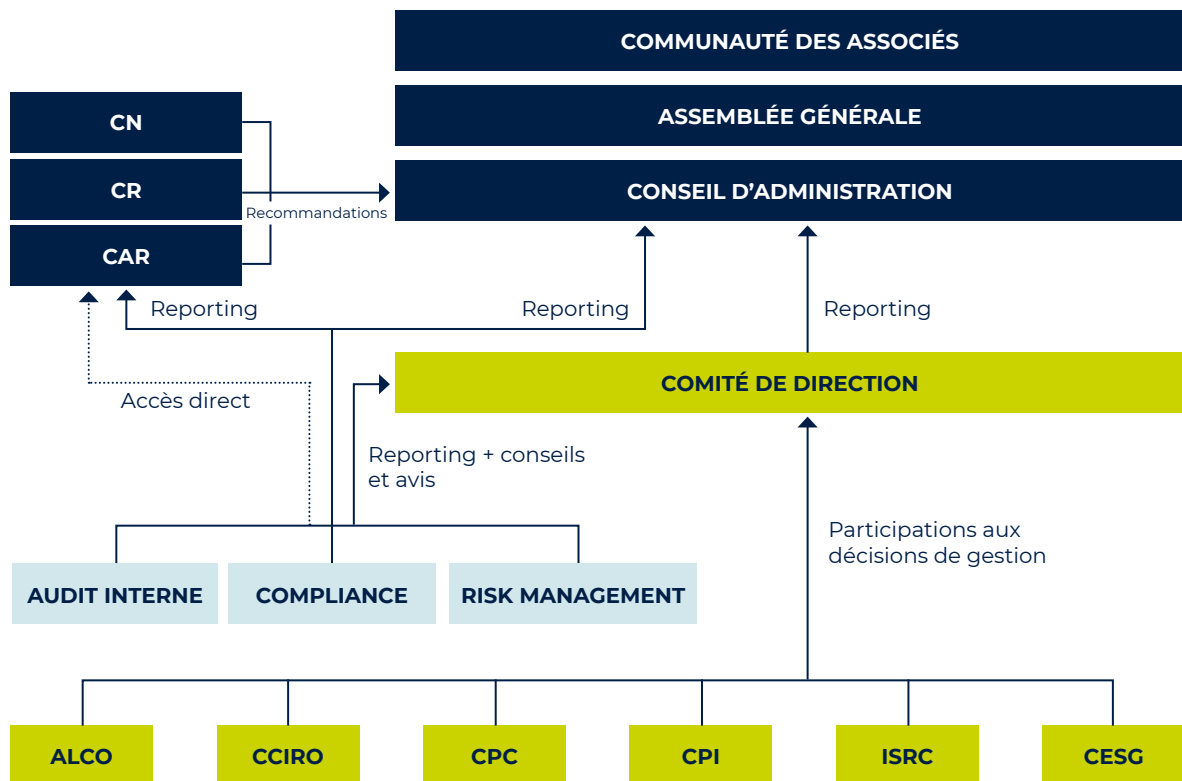 COMMUNAUTÉ DES ASSOCIÉS
CN
ASSEMBLÉE GÉNÉRALE
CR
CONSEIL D’ADMINISTRATION
Recommandations
CAR
Reporting
Reporting
Reporting
COMITÉ DE DIRECTION
Accès direct
Reporting + conseils
et avis
Participations aux
décisions de gestion
AUDIT INTERNE
COMPLIANCE
RISK MANAGEMENT
ALCO
CCIRO
CPC
CPI
ISRC
CESG